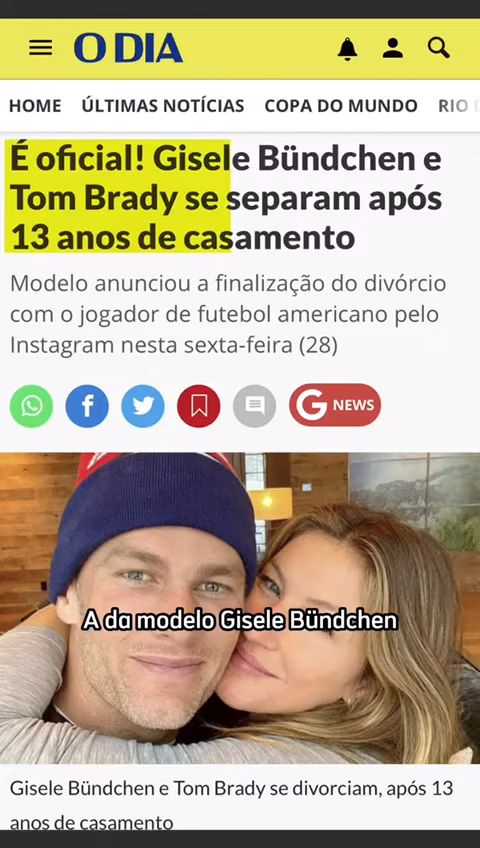 O DIA
HOME ÚLTIMAS NOTÍCIAS COPA DO MUNDO RIO
É oficial! Gisele Bündchen e
Tom Brady se separam após
13 anos de casamento
Modelo anunciou a finalização do divórcio
com o jogador de futebol americano pelo
Instagram nesta sexta-feira (28)
G NEWS
A da modelo Gisele Bündchen
Gisele Bündchen e Tom Brady se divorciam, após 13
anos de casamento